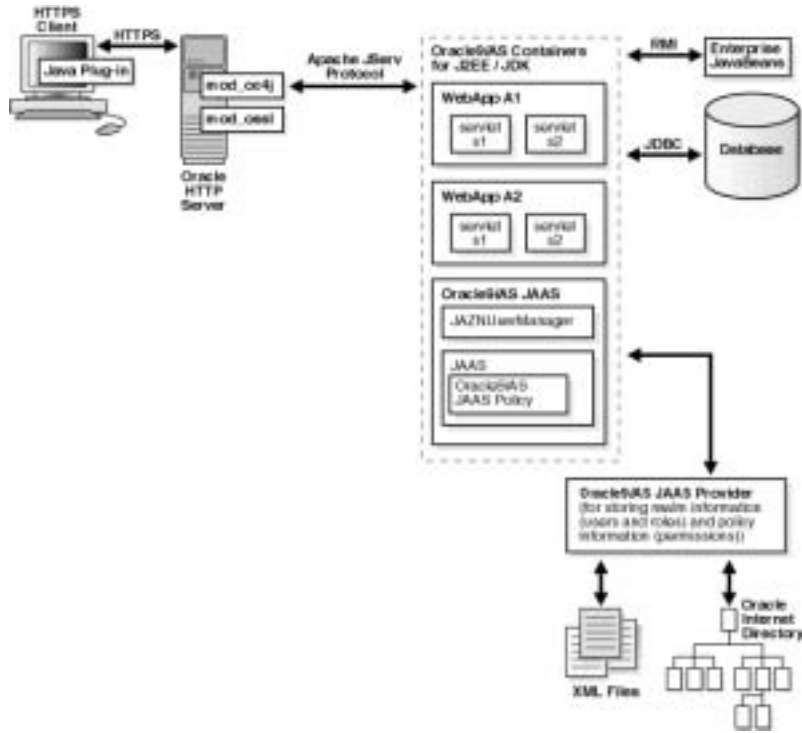 HTTPS
Client
HTTPS
Java Plug-in
mod_oc4j
mod_ossl
Oracle
HTTP
Server
Apache JServ
Protocol
Oracle9iAS Containers
for J2EE / JDK
WebApp A1
servlet
s1
servlet
s2
WebApp A2
servlet
s1
servlet
s2
Oracle9iAS JAAS
JAZNUserManager
JAAS
Oracle9iAS
JAAS Policy
RMI
Enterprise
JavaBeans
JDBC
Database
Oracle9iAS JAAS Provider
(for storing realm information
(users and roles) and policy
information (permissions))
XML Files
Oracle
Internet
Directory